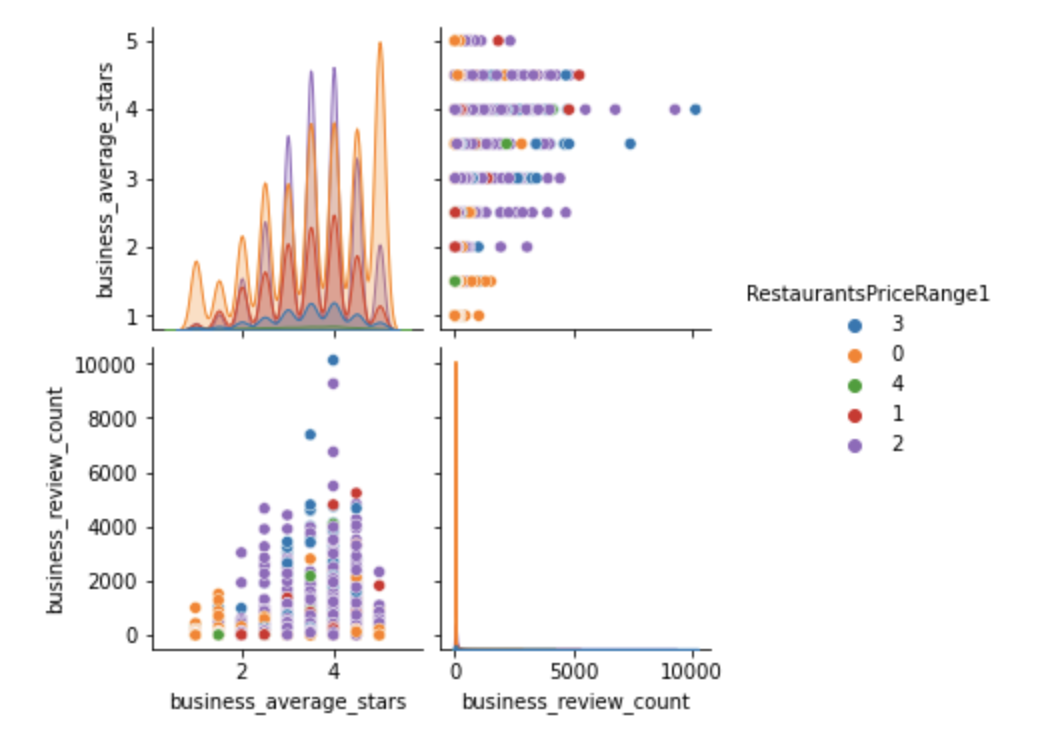 5
4
3
2
1
business_average_stars
RestaurantsPriceRange1
3
0
4
1
2
10000
8000
6000
4000
2000
0
business_review_count
2 4
0 5000 10000
business_average_stars
business_review_count